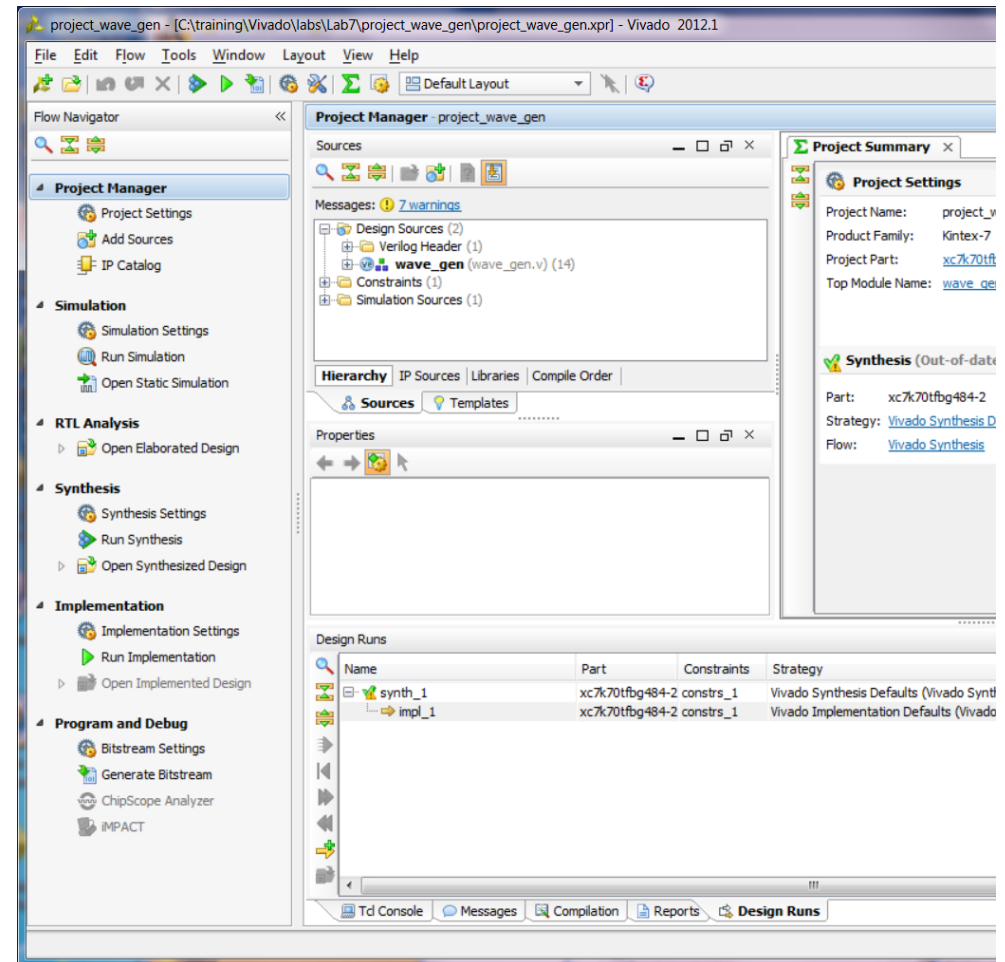 project_wave_gen - [C:\training\Vivado\labs\Lab7\project_wave_gen\project_wave_gen.xpr] - Vivado 2012.1
File Edit Flow Tools Window Layout View Help
Default Layout
Flow Navigator
Project Manager
Project Settings
Add Sources
IP Catalog
Simulation
Simulation Settings
Run Simulation
Open Static Simulation
RTL Analysis
Open Elaborated Design
Synthesis
Synthesis Settings
Run Synthesis
Open Synthesized Design
Implementation
Implementation Settings
Run Implementation
Open Implemented Design
Program and Debug
Bitstream Settings
Generate Bitstream
ChipScope Analyzer
iMPACT
Project Manager - project_wave_gen
Sources
Messages: 7 warnings
Design Sources (2)
Verilog Header (1)
wave_gen (wave_gen.v) (14)
Constraints (1)
Simulation Sources (1)
Hierarchy IP Sources Libraries Compile Order
Sources Templates
Properties
Project Summary
Project Settings
Project Name: project_w
Product Family: Kintex-7
Project Part: xc7k70tfb
Top Module Name: wave_gen
Synthesis (Out-of-date
Part: xc7k70tfbg484-2
Strategy: Vivado Synthesis D
Flow: Vivado Synthesis
Design Runs
Name Part Constraints Strategy
synth_1 xc7k70tfbg484-2 constrs_1 Vivado Synthesis Defaults (Vivado Synth
impl_1 xc7k70tfbg484-2 constrs_1 Vivado Implementation Defaults (Vivado
Tcl Console Messages Compilation Reports Design Runs